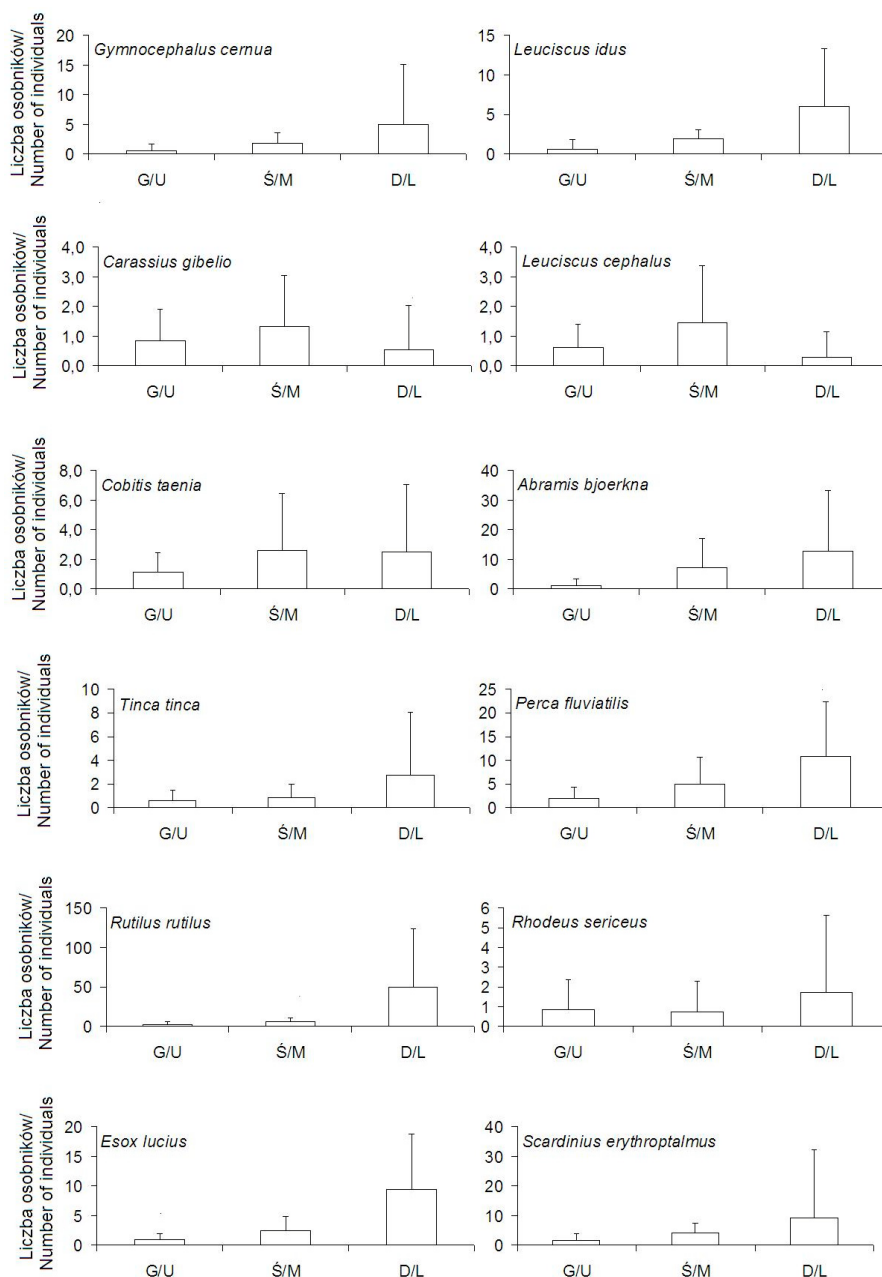 Liczba osobników/
Number of individuals
Gymnocephalus cernua
20
15
10
5
0
G/U Ś/M D/L
Leuciscus idus
15
10
5
0
G/U Ś/M D/L
Liczba osobników/
Number of individuals
Carassius gibelio
4,0
3,0
2,0
1,0
0,0
G/U Ś/M D/L
Leuciscus cephalus
4,0
3,0
2,0
1,0
0,0
G/U Ś/M D/L
Liczba osobników/
Number of individuals
Cobitis taenia
8,0
6,0
4,0
2,0
0,0
G/U Ś/M D/L
Abramis bjoerkna
40
30
20
10
0
G/U Ś/M D/L
Liczba osobników/
Number of individuals
Tinca tinca
10
8
6
4
2
0
G/U Ś/M D/L
Perca fluviatilis
25
20
15
10
5
0
G/U Ś/M D/L
Liczba osobników/
Number of individuals
Rutilus rutilus
150
100
50
0
G/U Ś/M D/L
Rhodeus sericeus
6
5
4
3
2
1
0
G/U Ś/M D/L
Liczba osobników/
Number of individuals
Esox lucius
20
15
10
5
0
G/U Ś/M D/L
Scardinius erythroptalmus
40
30
20
10
0
G/U Ś/M D/L